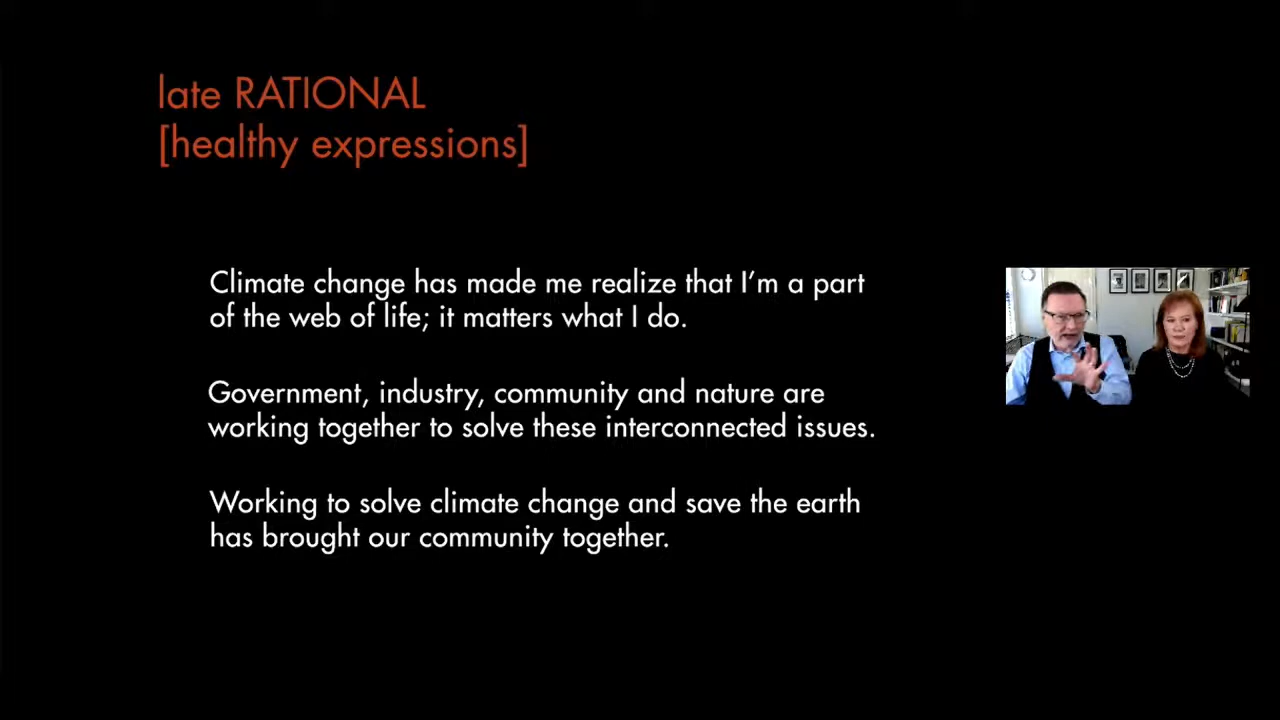 late RATIONAL
[healthy expressions]
Climate change has made me realize that I'm a part
of the web of life; it matters what I do.
Government, industry, community and nature are
working together to solve these interconnected issues.
Working to solve climate change and save the earth
has brought our community together.